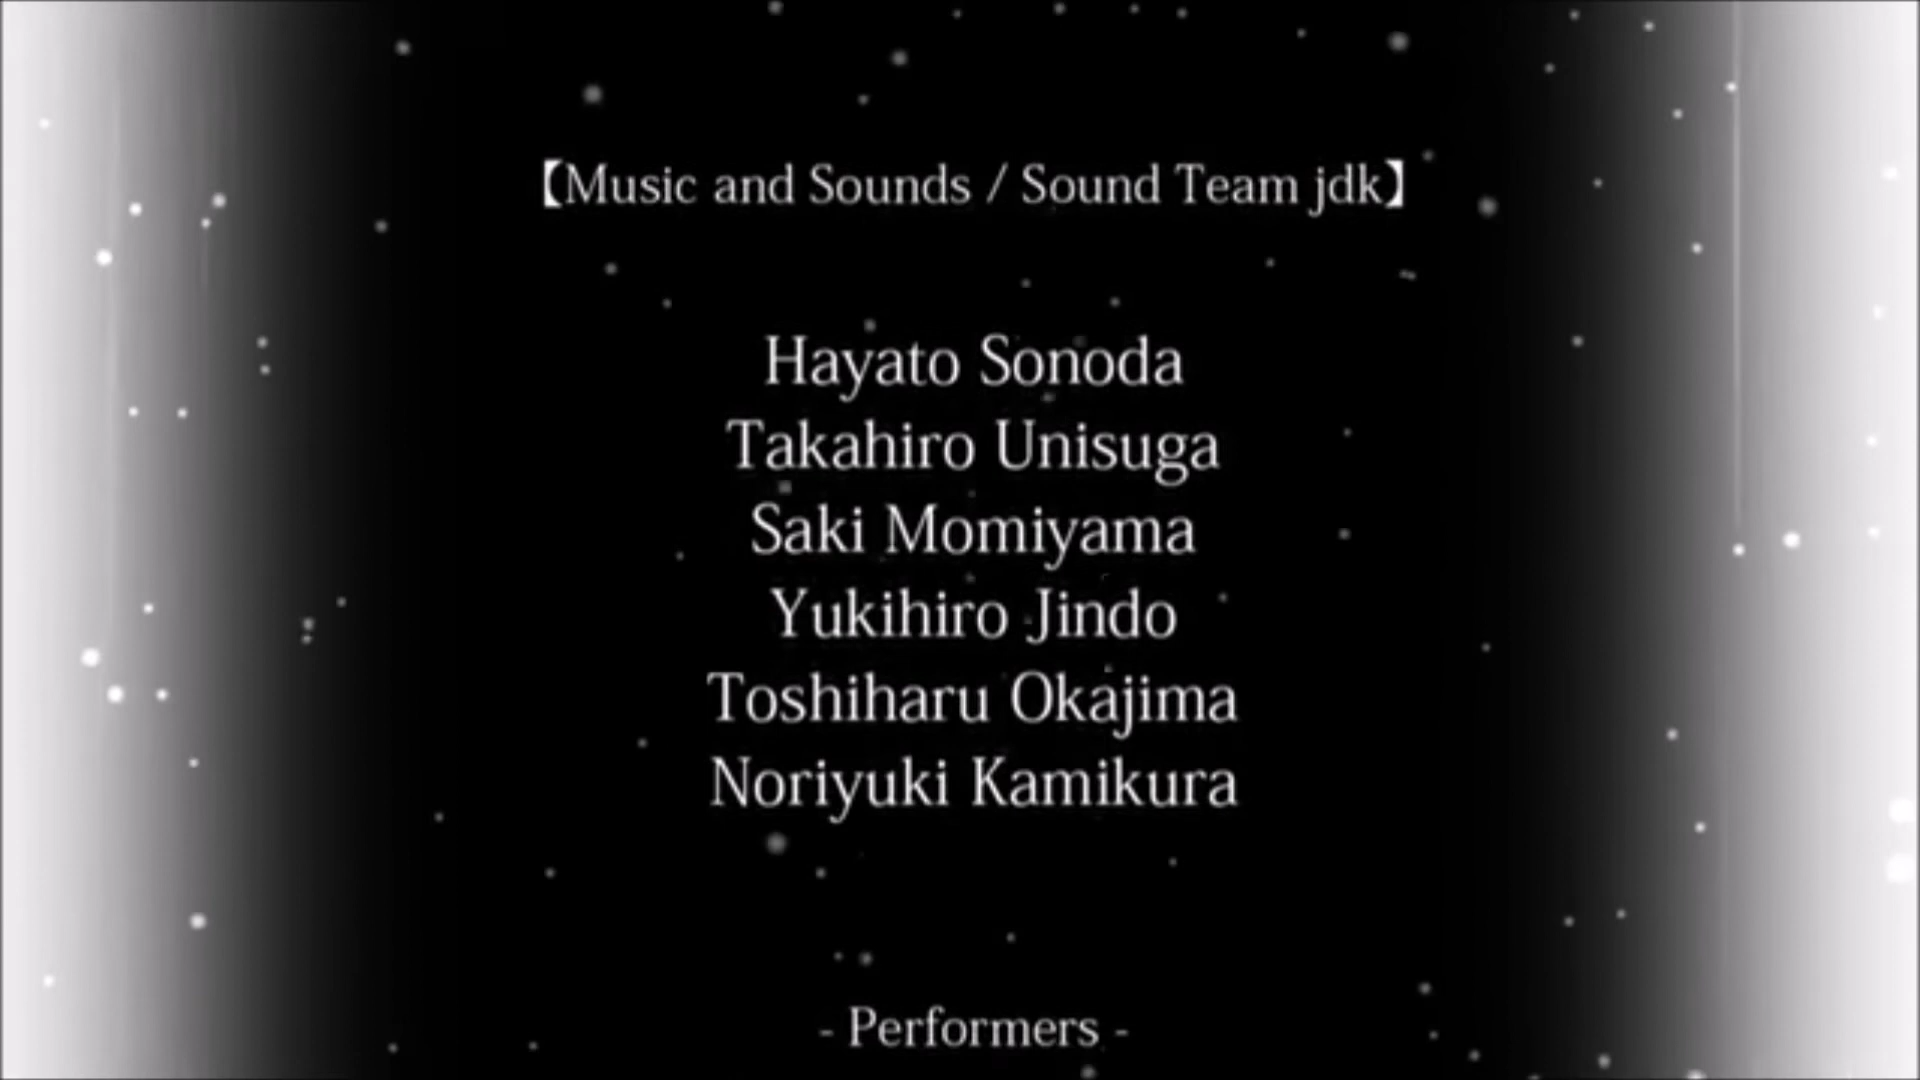 【Music and Sounds / Sound Team jdk】
Hayato Sonoda
Takahiro Unisuga
Saki Momiyama
Yukihiro Jindo
Toshiharu Okajima
Noriyuki Kamikura
- Performers -